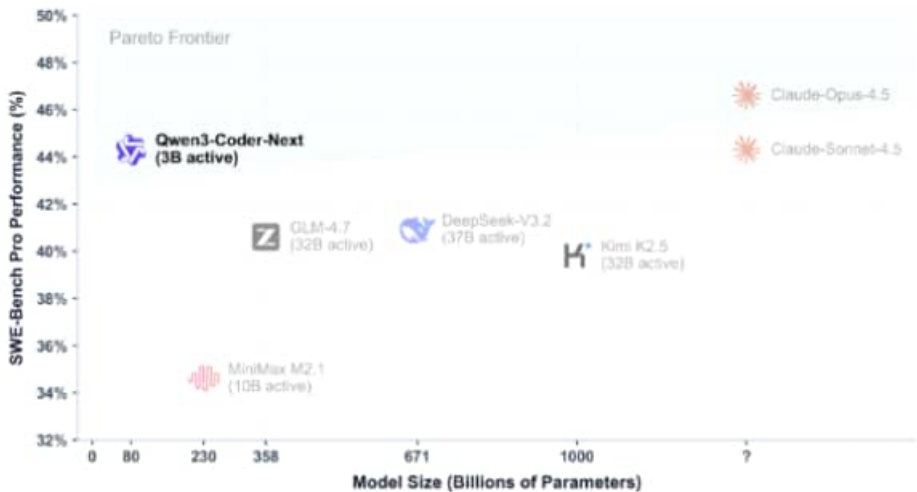 50%
Pareto Frontier
48%
46%
Claude-Opus-4.5
Qwen3-Coder-Next
(3B active)
44%
Claude-Sonnet-4.5
42%
GLM-4.7
(32B active)
DeepSeek-V3.2
(37B active)
40%
Kimi K2.5
(32B active)
38%
36%
MiniMax M2.1
(10B active)
34%
32%
SWE-Bench Pro Performance (%)
0 80 230 358 671 1000 ?
Model Size (Billions of Parameters)